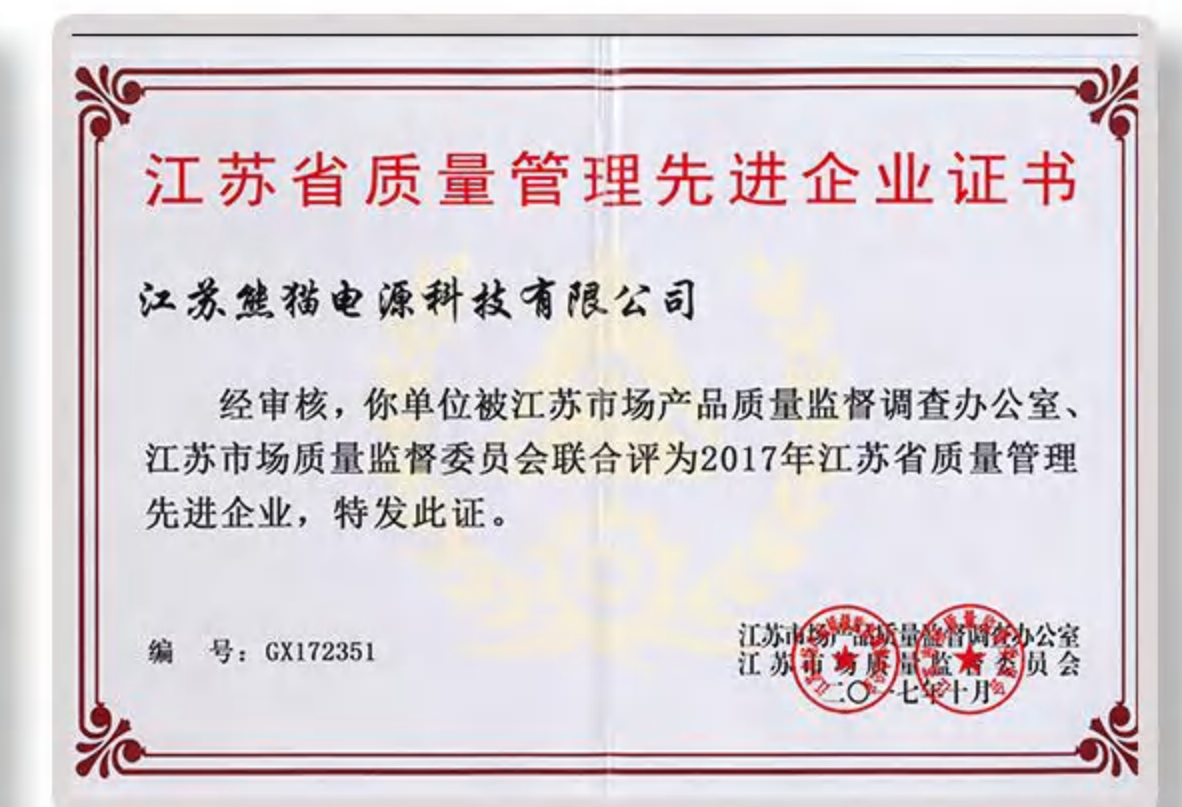 江苏省质量管理先进企业证书
江苏熊猫电源科技有限公司
经审核，你单位被江苏市场产品质量监督调查办公室、
江苏市场质量监督委员会联合评为2017年江苏省质量管理
先进企业，特发此证。
编 号：GX172351
江苏市场产品质量监督调查办公室
江苏市场质量监督委员会
二〇一七年十月